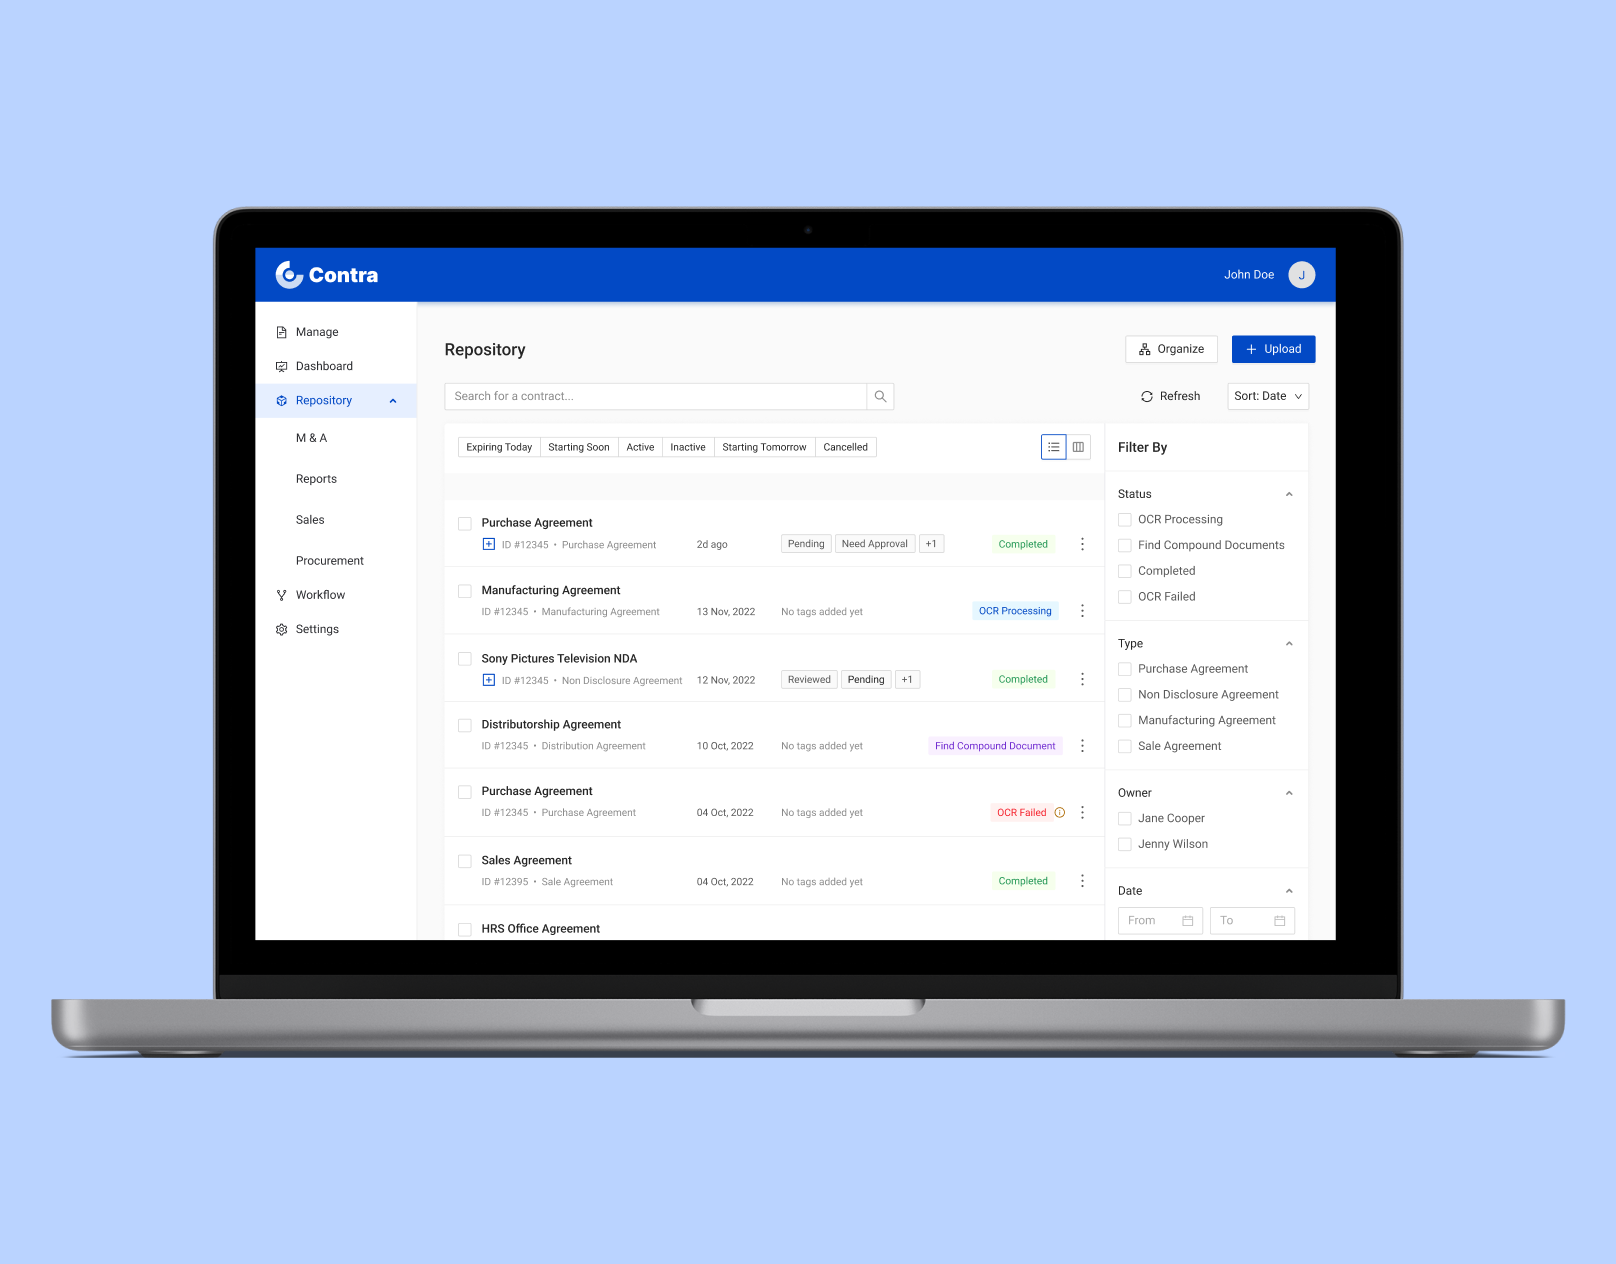 Contra
John Doe J
Manage
Dashboard
Repository
M & A
Reports
Sales
Procurement
Workflow
Settings
Repository
Organize
+ Upload
Search for a contract...
Refresh
Sort: Date
Expiring Today Starting Soon Active Inactive Starting Tomorrow Cancelled
Purchase Agreement
ID #12345 • Purchase Agreement 2d ago Pending Need Approval +1 Completed
Manufacturing Agreement
ID #12345 • Manufacturing Agreement 13 Nov, 2022 No tags added yet OCR Processing
Sony Pictures Television NDA
ID #12345 • Non Disclosure Agreement 12 Nov, 2022 Reviewed Pending +1 Completed
Distributorship Agreement
ID #12345 • Distribution Agreement 10 Oct, 2022 No tags added yet Find Compound Document
Purchase Agreement
ID #12345 • Purchase Agreement 04 Oct, 2022 No tags added yet OCR Failed
Sales Agreement
ID #12395 • Sale Agreement 04 Oct, 2022 No tags added yet Completed
HRS Office Agreement
Filter By
Status
OCR Processing
Find Compound Documents
Completed
OCR Failed
Type
Purchase Agreement
Non Disclosure Agreement
Manufacturing Agreement
Sale Agreement
Owner
Jane Cooper
Jenny Wilson
Date
From To